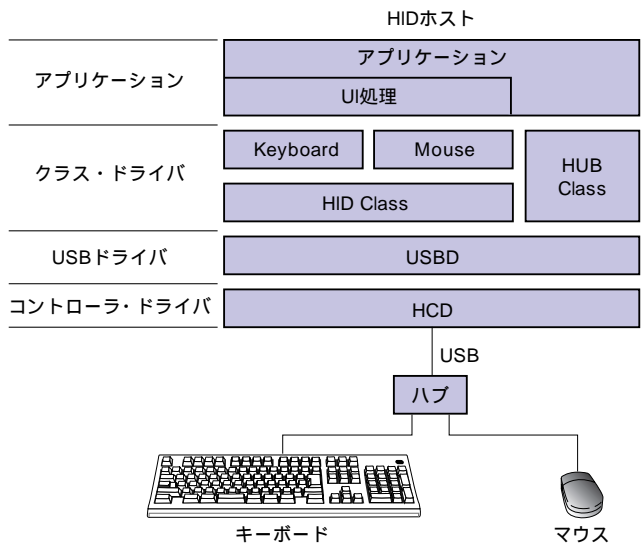 HIDホスト
アプリケーション
アプリケーション
UI処理
クラス・ドライバ
Keyboard
Mouse
HUB
Class
HID Class
USBドライバ
USBD
コントローラ・ドライバ
HCD
USB
ハブ
キーボード
マウス